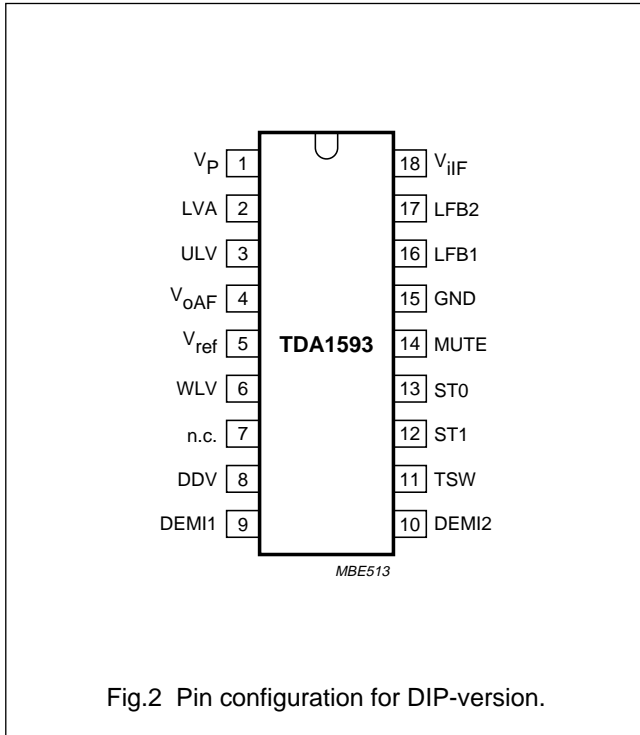 VP 1
LVA 2
ULV 3
VoAF 4
Vref 5
WLV 6
n.c. 7
DDV 8
DEMI1 9
TDA1593
18 ViIF
17 LFB2
16 LFB1
15 GND
14 MUTE
13 ST0
12 ST1
11 TSW
10 DEMI2
MBE513
Fig.2 Pin configuration for DIP-version.